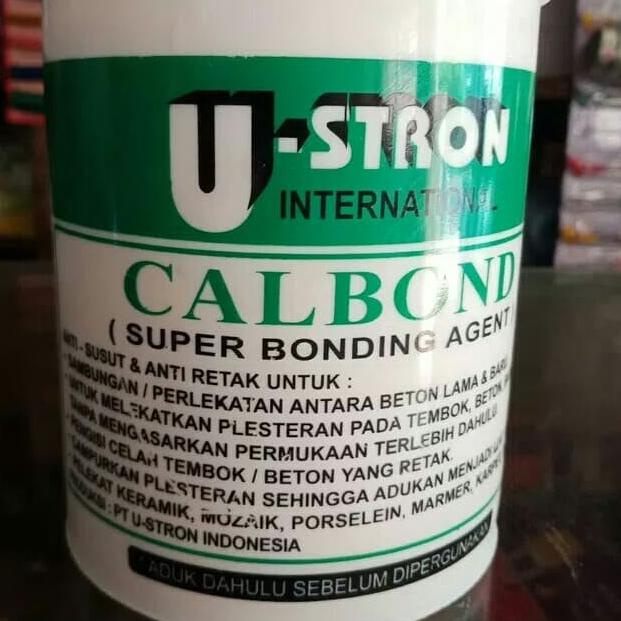 U-STRON
INTERNATIONAL
CALBOND
( SUPER BONDING AGENT
ANTI - SUSUT & ANTI RETAK UNTUK :
- SAMBUNGAN / PERLEKATAN ANTARA BETON LAMA & BARU
- UNTUK MELEKATKAN PLESTERAN PADA TEMBOK, BETON,
TANPA MENGASARKAN PERMUKAAN TERLEBIH DAHULU.
- PENGISI CELAH TEMBOK / BETON YANG RETAK.
- CAMPURKAN PLESTERAN SEHINGGA ADUKAN MENJADI
- PELEKAT KERAMIK, MOZAIK, PORSELEIN, MARMER,
PRODUKSI : PT U-STRON INDONESIA
* ADUK DAHULU SEBELUM DIPERGUNAKAN